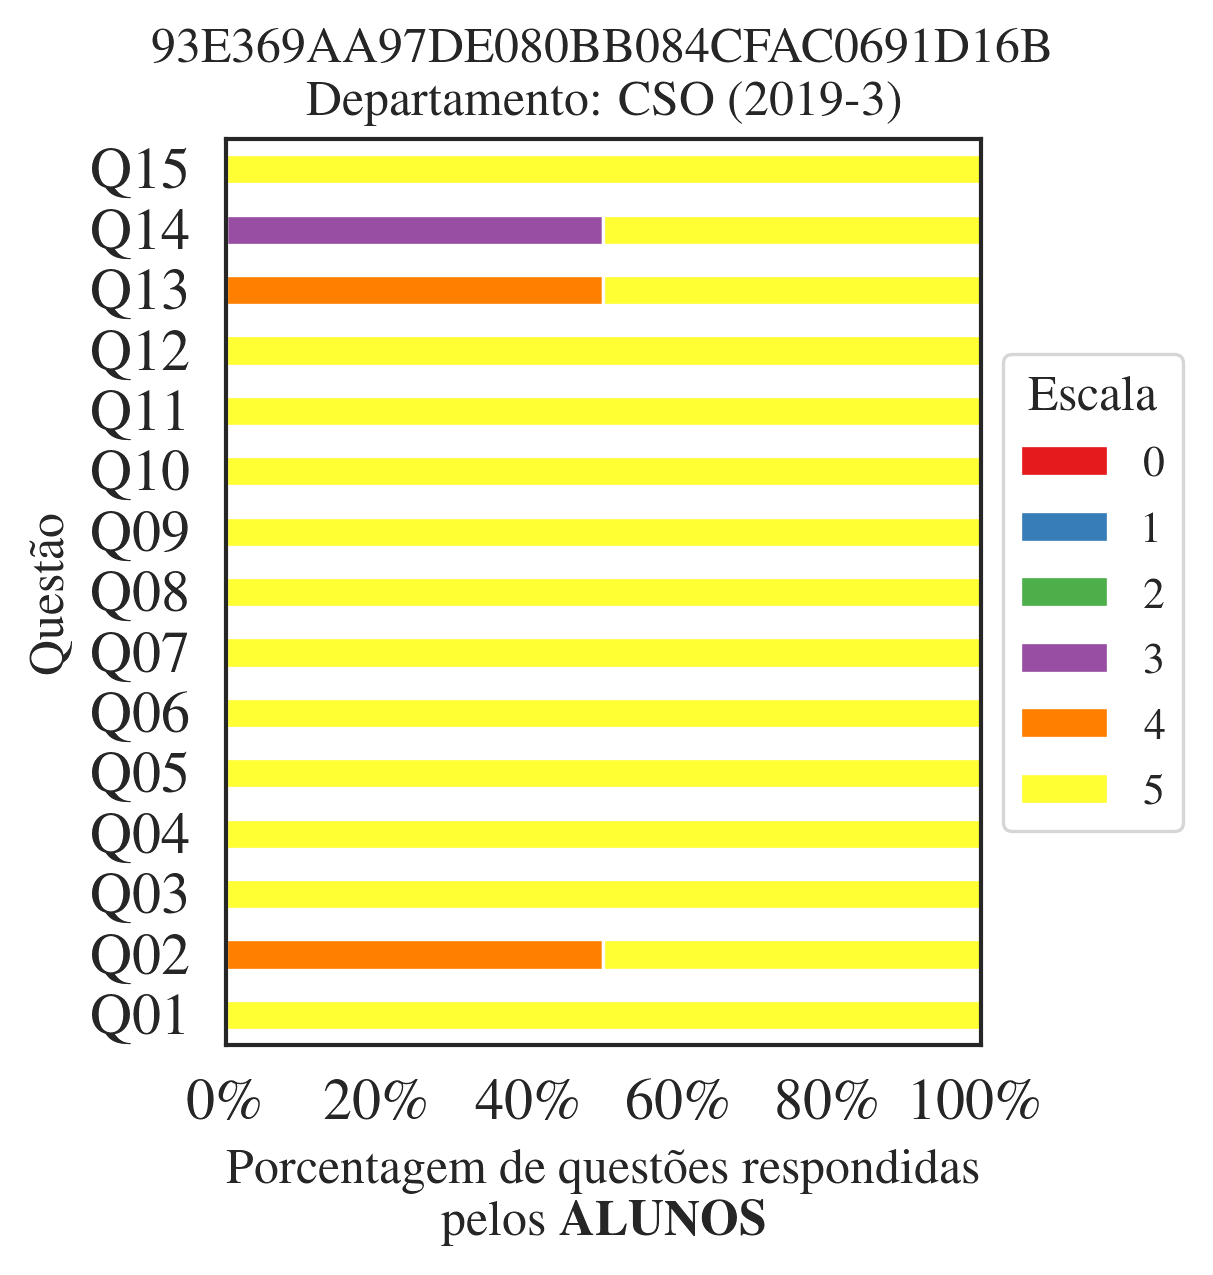 93E369AA97DE080BB084CFAC0691D16B
Departamento: CSO (2019-3)
Questão
Q15
Q14
Q13
Q12
Q11
Q10
Q09
Q08
Q07
Q06
Q05
Q04
Q03
Q02
Q01
0% 20% 40% 60% 80% 100%
Porcentagem de questões respondidas
pelos ALUNOS
Escala
0
1
2
3
4
5